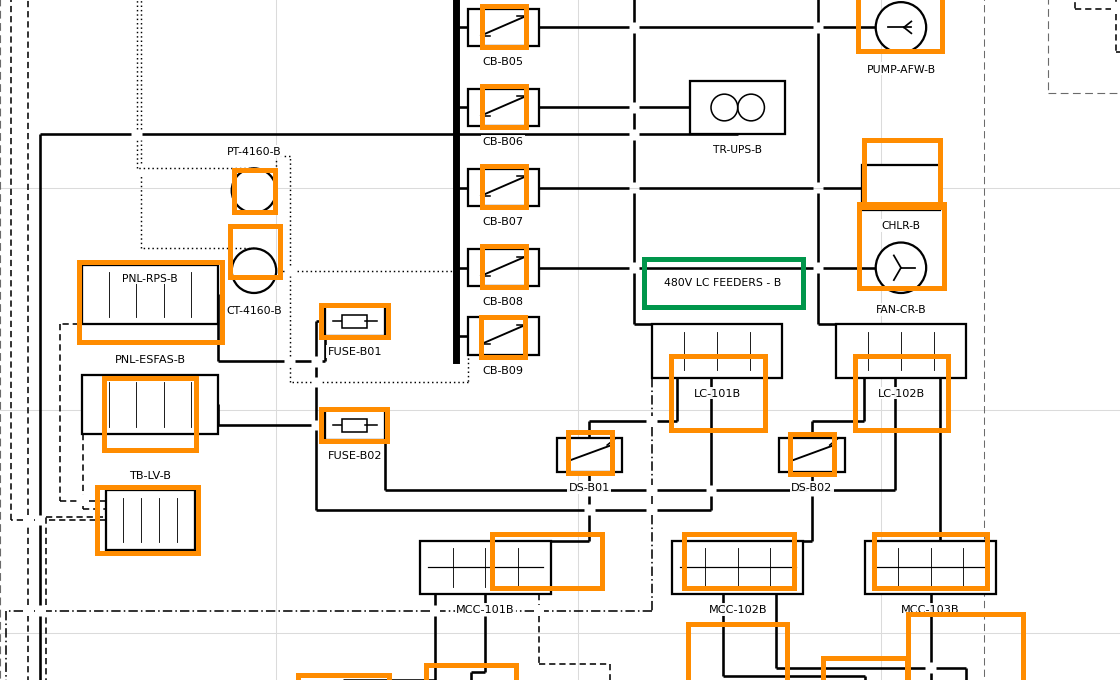 CB-B05
PUMP-AFW-B
CB-B06
PT-4160-B
TR-UPS-B
CB-B07
CHLR-B
PNL-RPS-B
480V LC FEEDERS - B
CB-B08
CT-4160-B
FAN-CR-B
FUSE-B01
PNL-ESFAS-B
CB-B09
LC-101B
LC-102B
FUSE-B02
TB-LV-B
DS-B01
DS-B02
MCC-101B
MCC-102B
MCC-103B